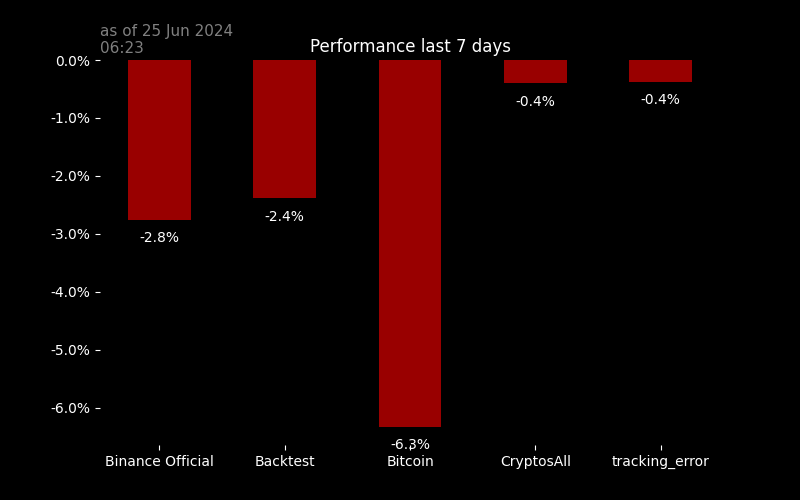 as of 25 Jun 2024
06:23
Performance last 7 days
0.0%
-1.0%
-2.0%
-3.0%
-4.0%
-5.0%
-6.0%
-2.8%
-2.4%
-6.3%
-0.4%
-0.4%
Binance Official
Backtest
Bitcoin
CryptosAll
tracking_error